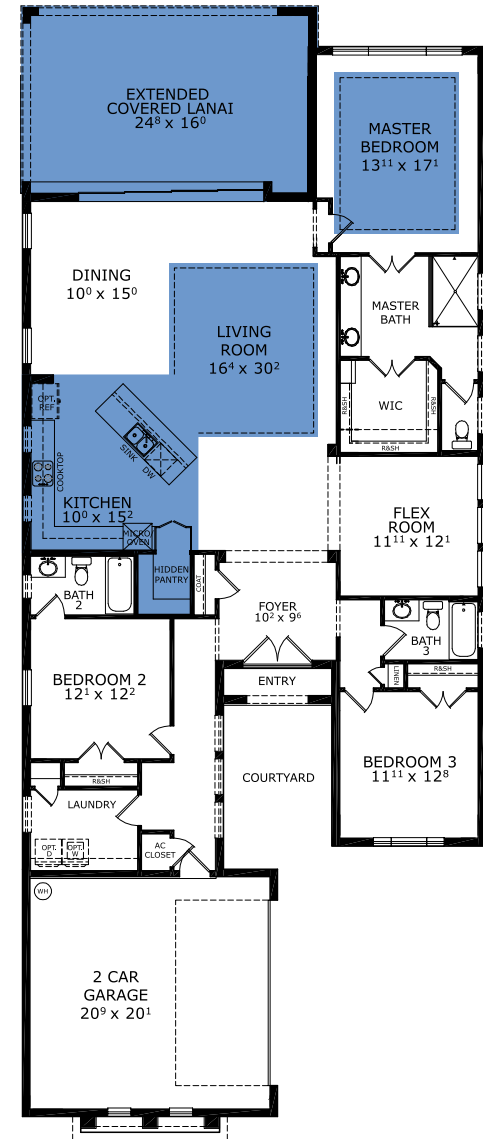 EXTENDED
COVERED LANAI
24⁸ x 16⁰
MASTER
BEDROOM
13¹¹ x 17¹
DINING
10⁰ x 15⁰
LIVING
ROOM
16⁴ x 30²
MASTER
BATH
OPT.
REF
R&SH
WIC
R&SH
R&SH
SINK
DW
COOKTOP
KITCHEN
10⁰ x 15²
MICRO
OVEN
FLEX
ROOM
11¹¹ x 12¹
HIDDEN
PANTRY
COAT
BATH
2
FOYER
10² x 9⁶
BATH
3
LINEN
R&SH
BEDROOM 2
12¹ x 12²
ENTRY
R&SH
COURTYARD
BEDROOM 3
11¹¹ x 12⁸
LAUNDRY
OPT.
D
OPT.
W
AC
CLOSET
WH
2 CAR
GARAGE
20⁹ x 20¹